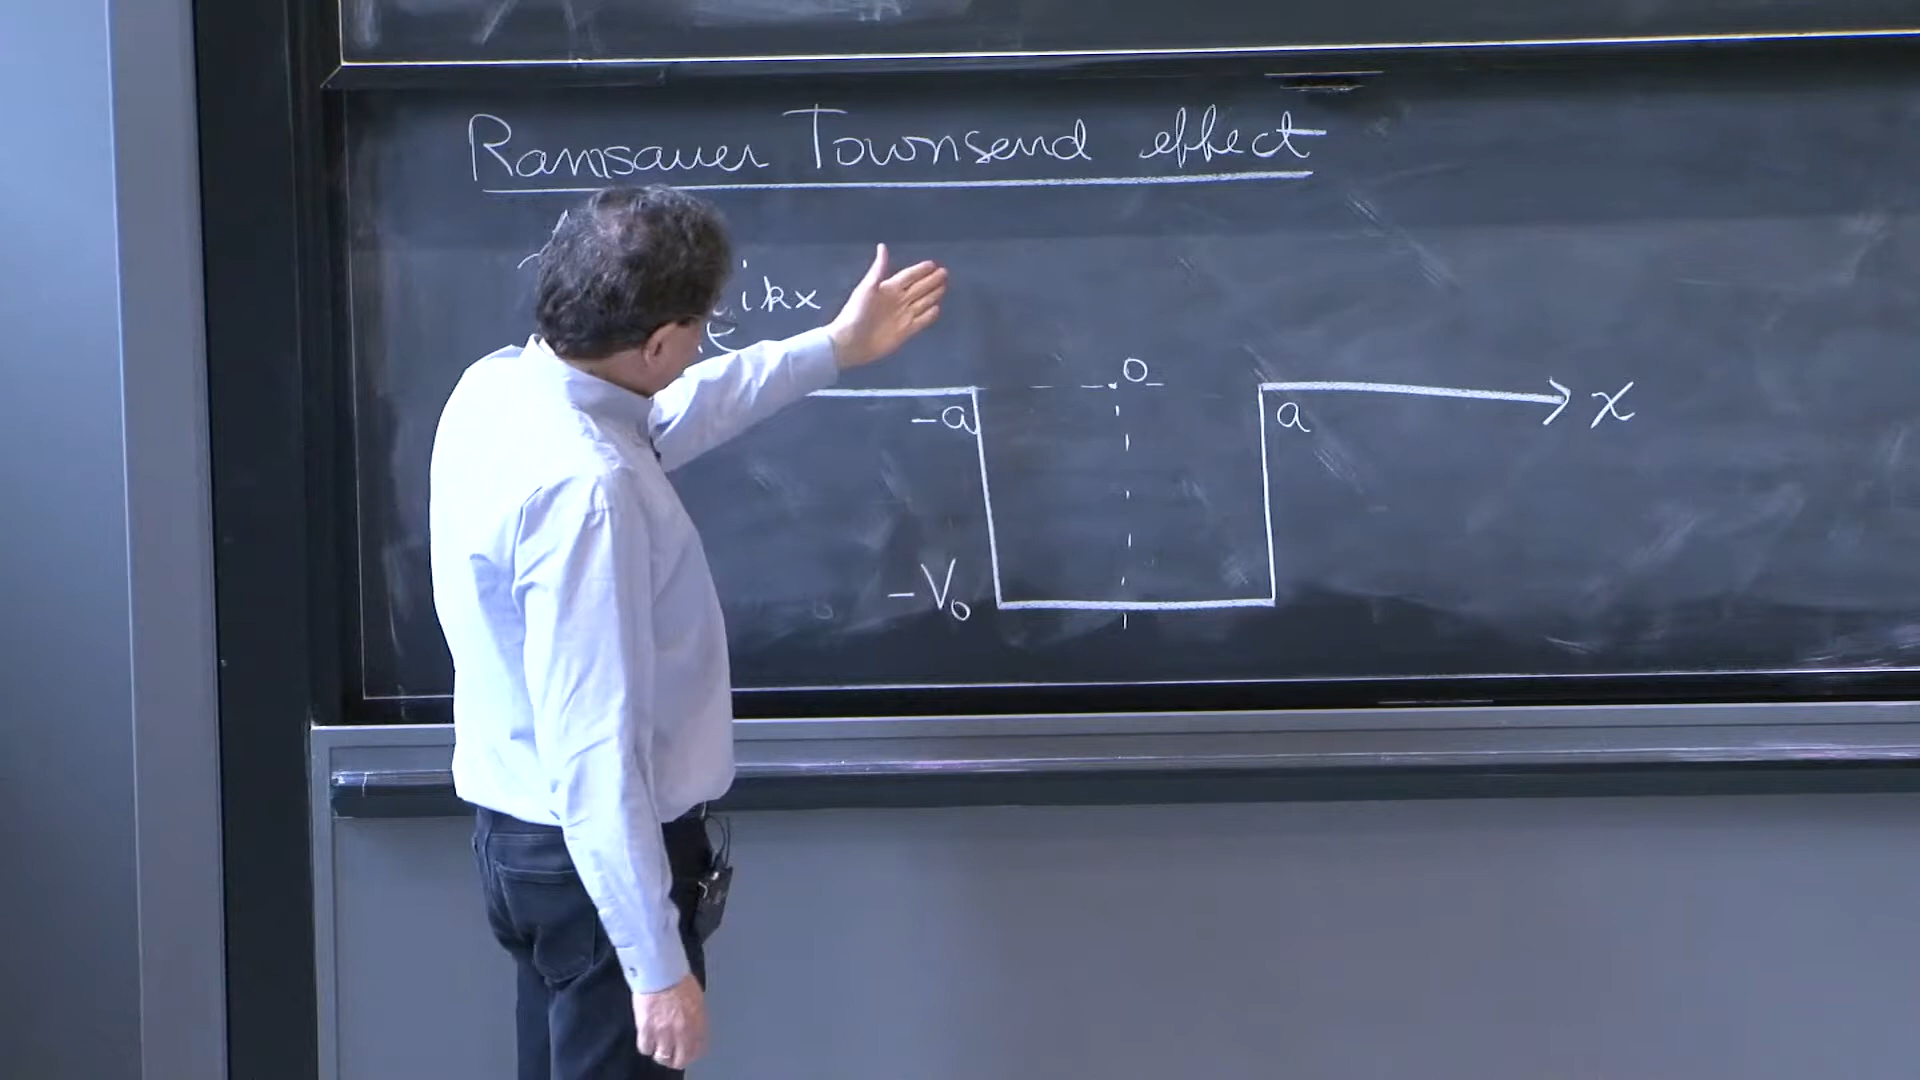 Ramsauer Townsend effect
e^{ikx}
0
-a a x
-V₀